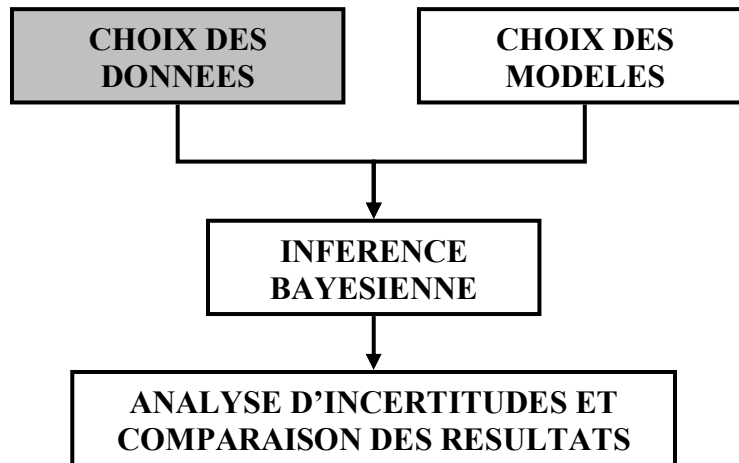 CHOIX DES
DONNEES
CHOIX DES
MODELES
INFERENCE
BAYESIENNE
ANALYSE D’INCERTITUDES ET
COMPARAISON DES RESULTATS